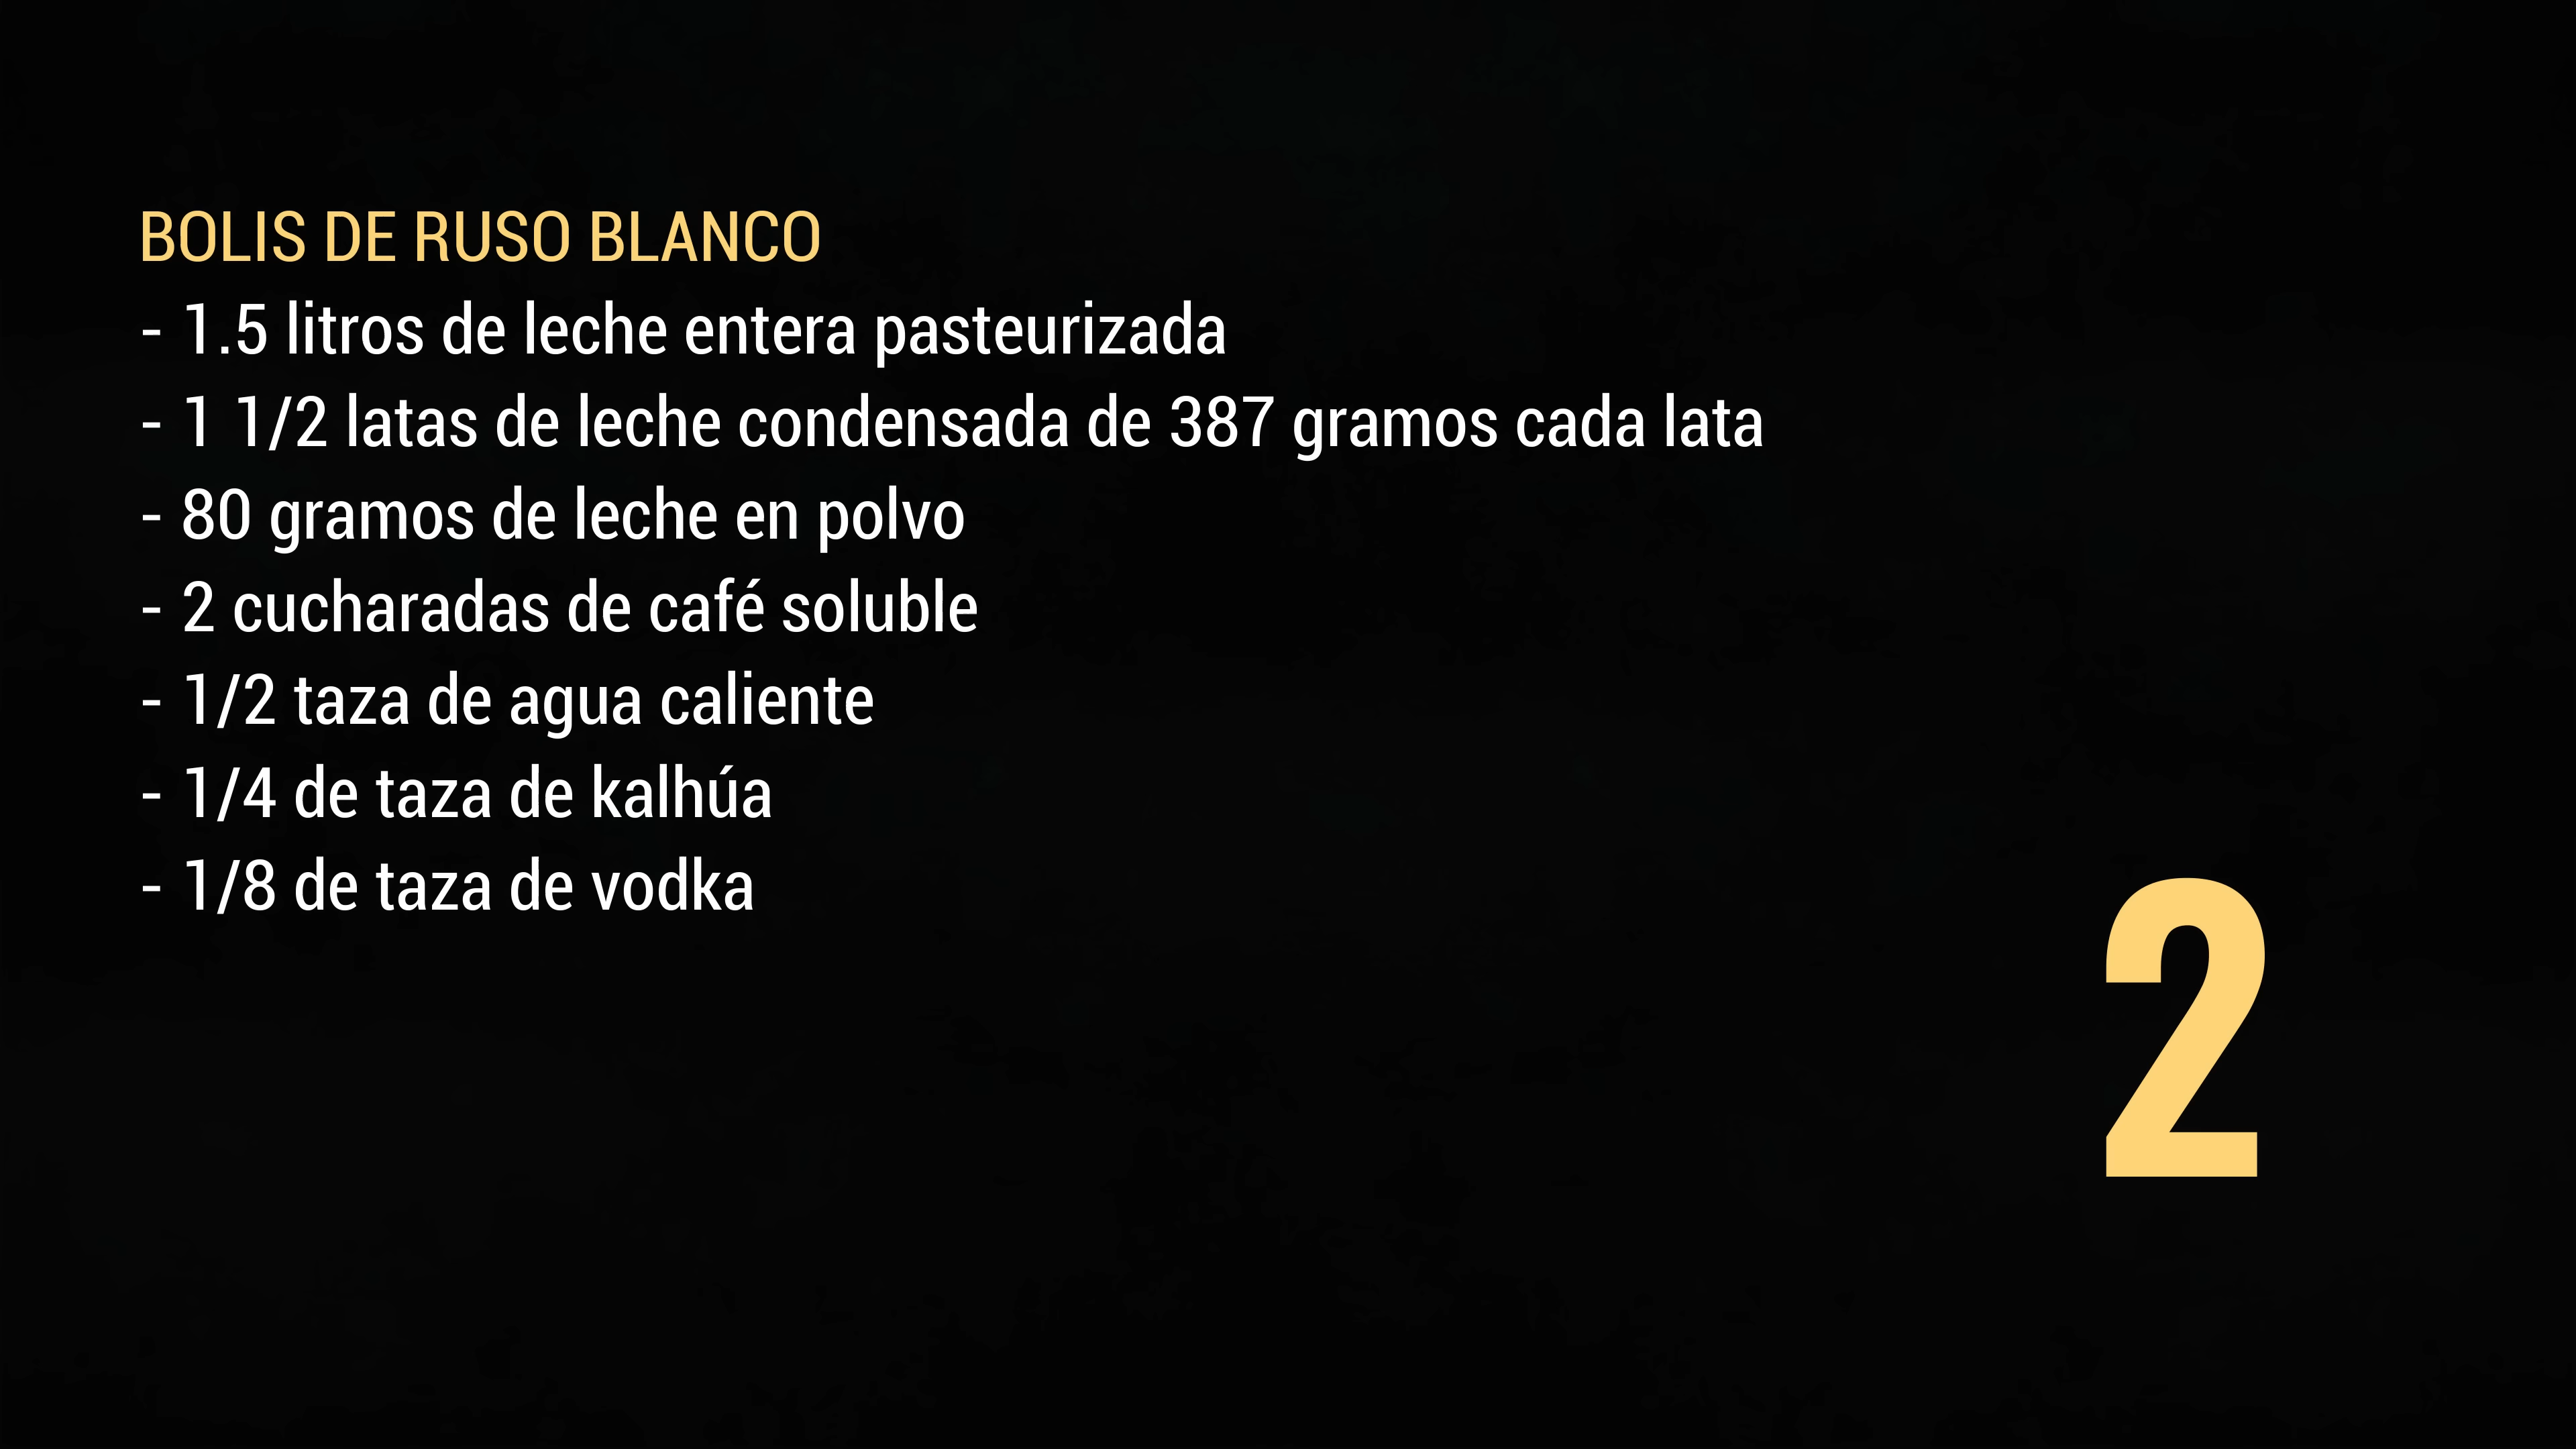 BOLIS DE RUSO BLANCO
- 1.5 litros de leche entera pasteurizada
- 1 1/2 latas de leche condensada de 387 gramos cada lata
- 80 gramos de leche en polvo
- 2 cucharadas de café soluble
- 1/2 taza de agua caliente
- 1/4 de taza de kalhúa
- 1/8 de taza de vodka
2